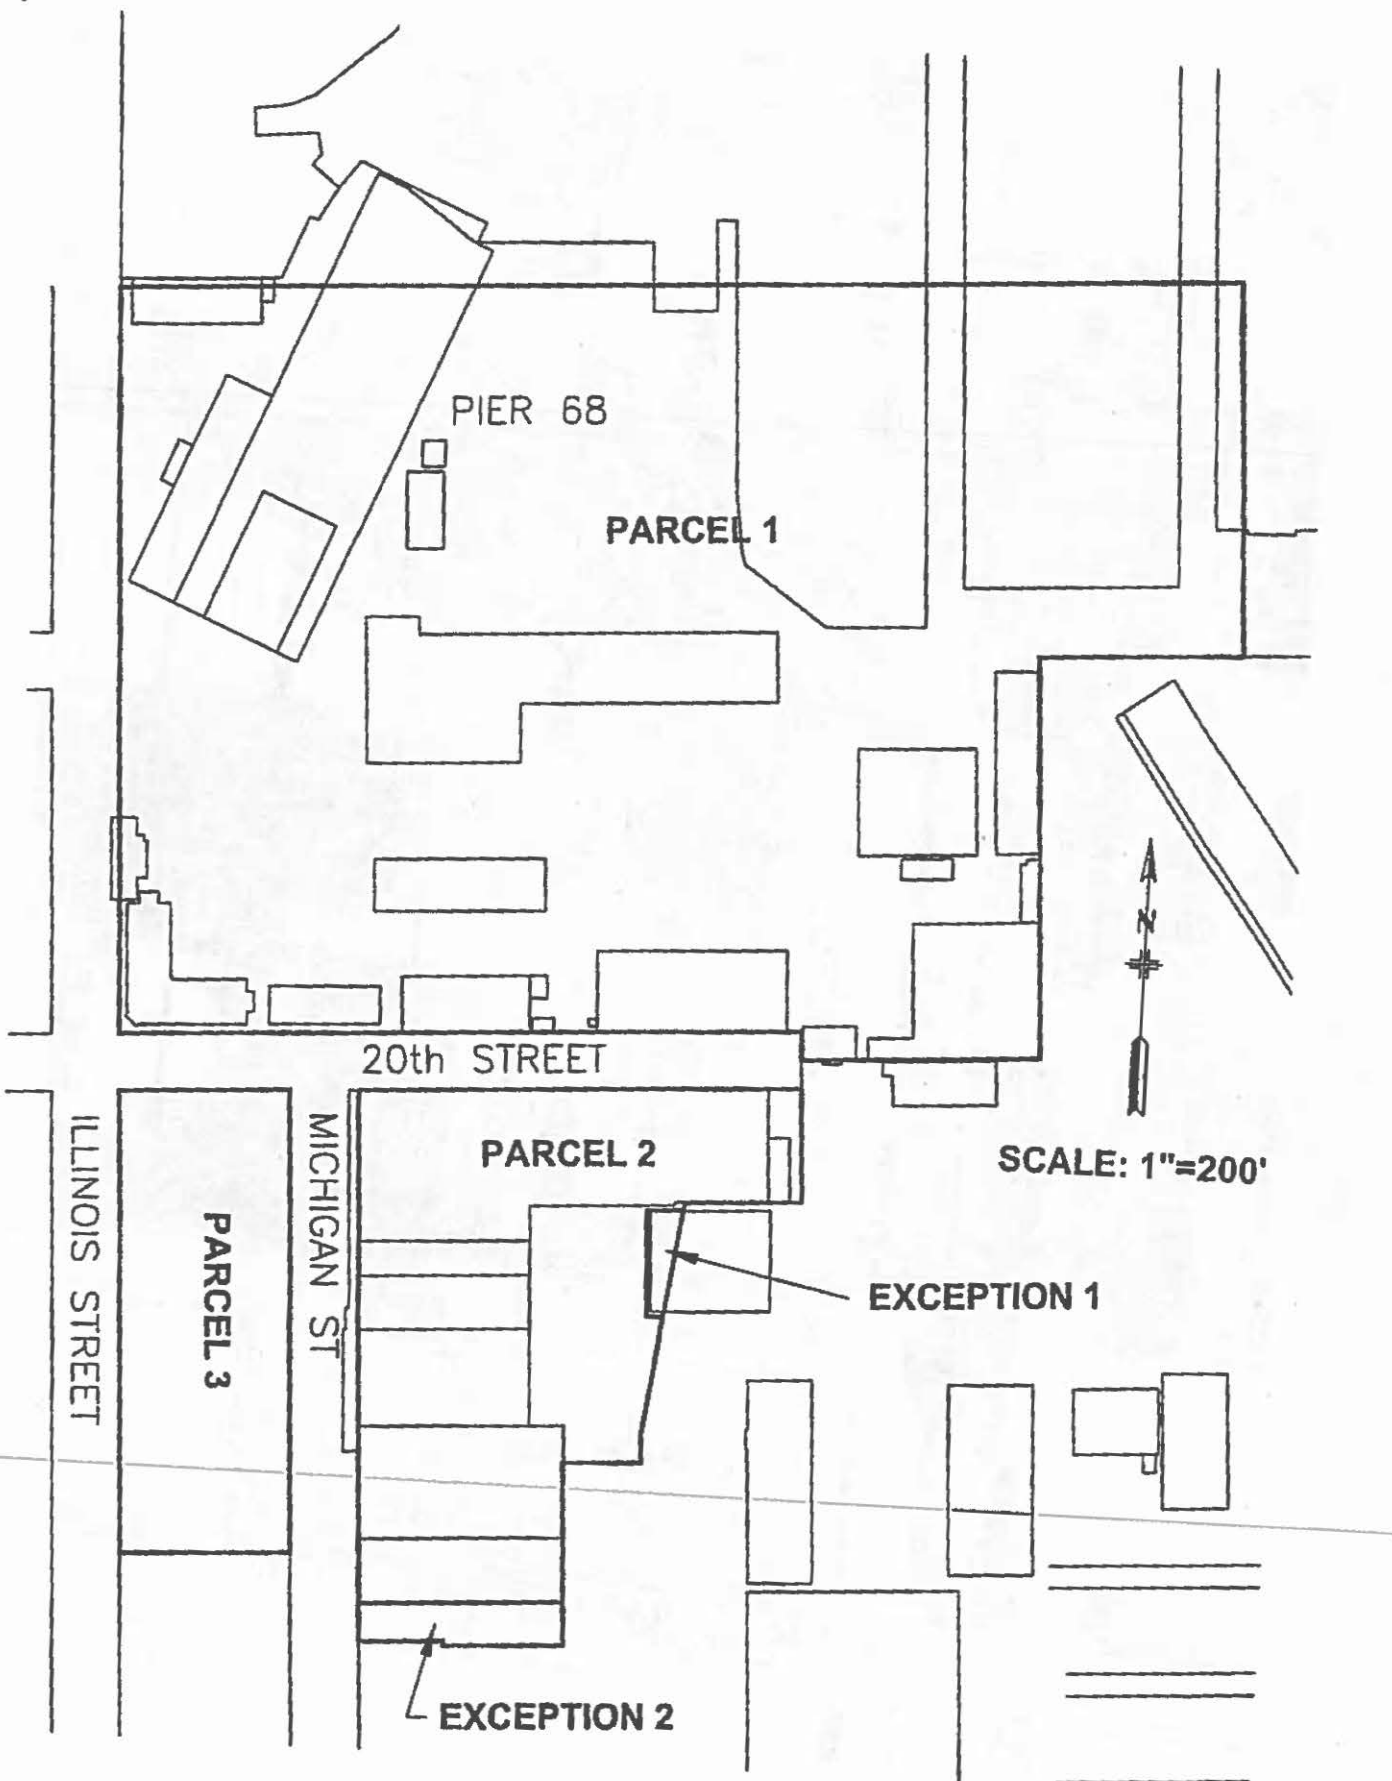 PIER 68
PARCEL 1
20th STREET
PARCEL 2
N
SCALE: 1"=200'
ILLINOIS STREET
PARCEL 3
MICHIGAN ST
EXCEPTION 1
EXCEPTION 2